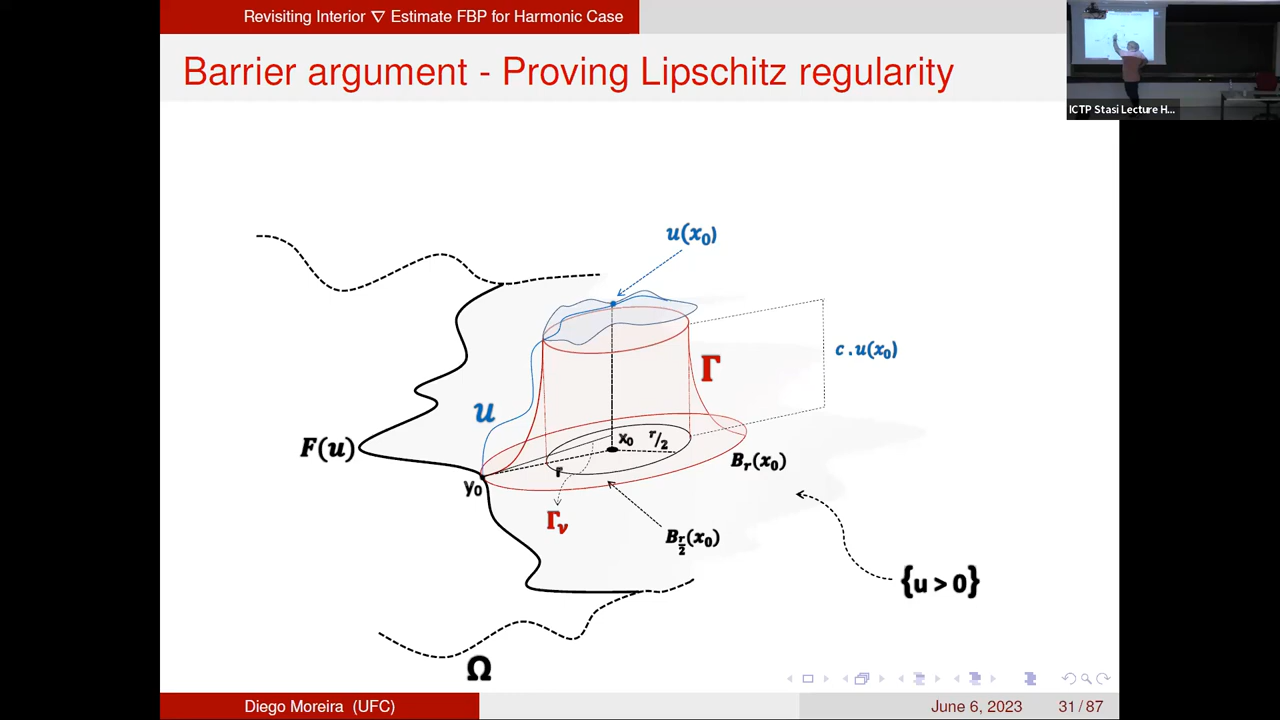 Revisiting Interior ∇ Estimate FBP for Harmonic Case
Barrier argument - Proving Lipschitz regularity
ICTP Stasi Lecture H...
u(x₀)
Γ
c . u(x₀)
u
F(u)
x₀
r/2
y₀
r
B_r(x₀)
Γ_ν
B_{r/2}(x₀)
{u > 0}
Ω
Diego Moreira (UFC)
June 6, 2023
31 / 87